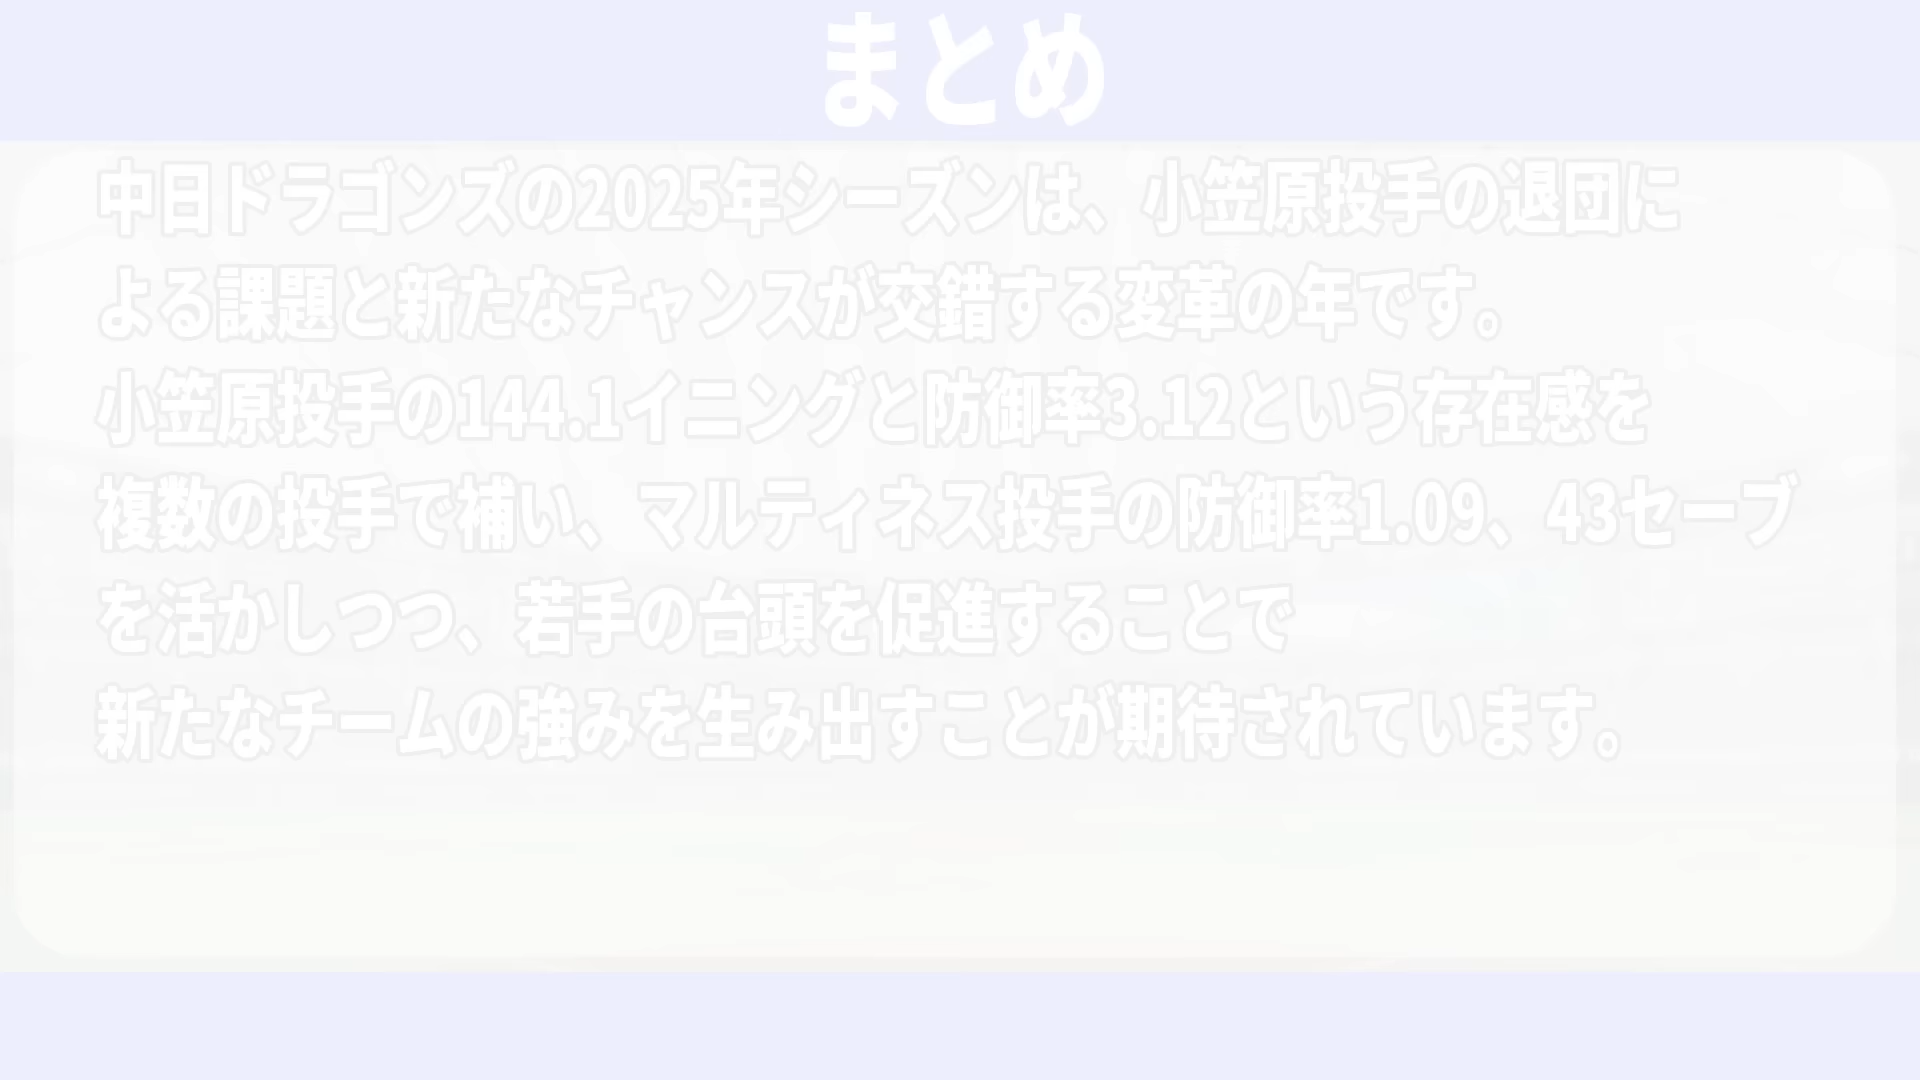 まとめ
中日ドラゴンズの2025年シーズンは、小笠原投手の退団に
よる課題と新たなチャンスが交錯する変革の年です。
小笠原投手の144.1イニングと防御率3.12という存在感を
複数の投手で補い、マルティネス投手の防御率1.09、43セーブ
を活かしつつ、若手の台頭を促進することで
新たなチームの強みを生み出すことが期待されています。